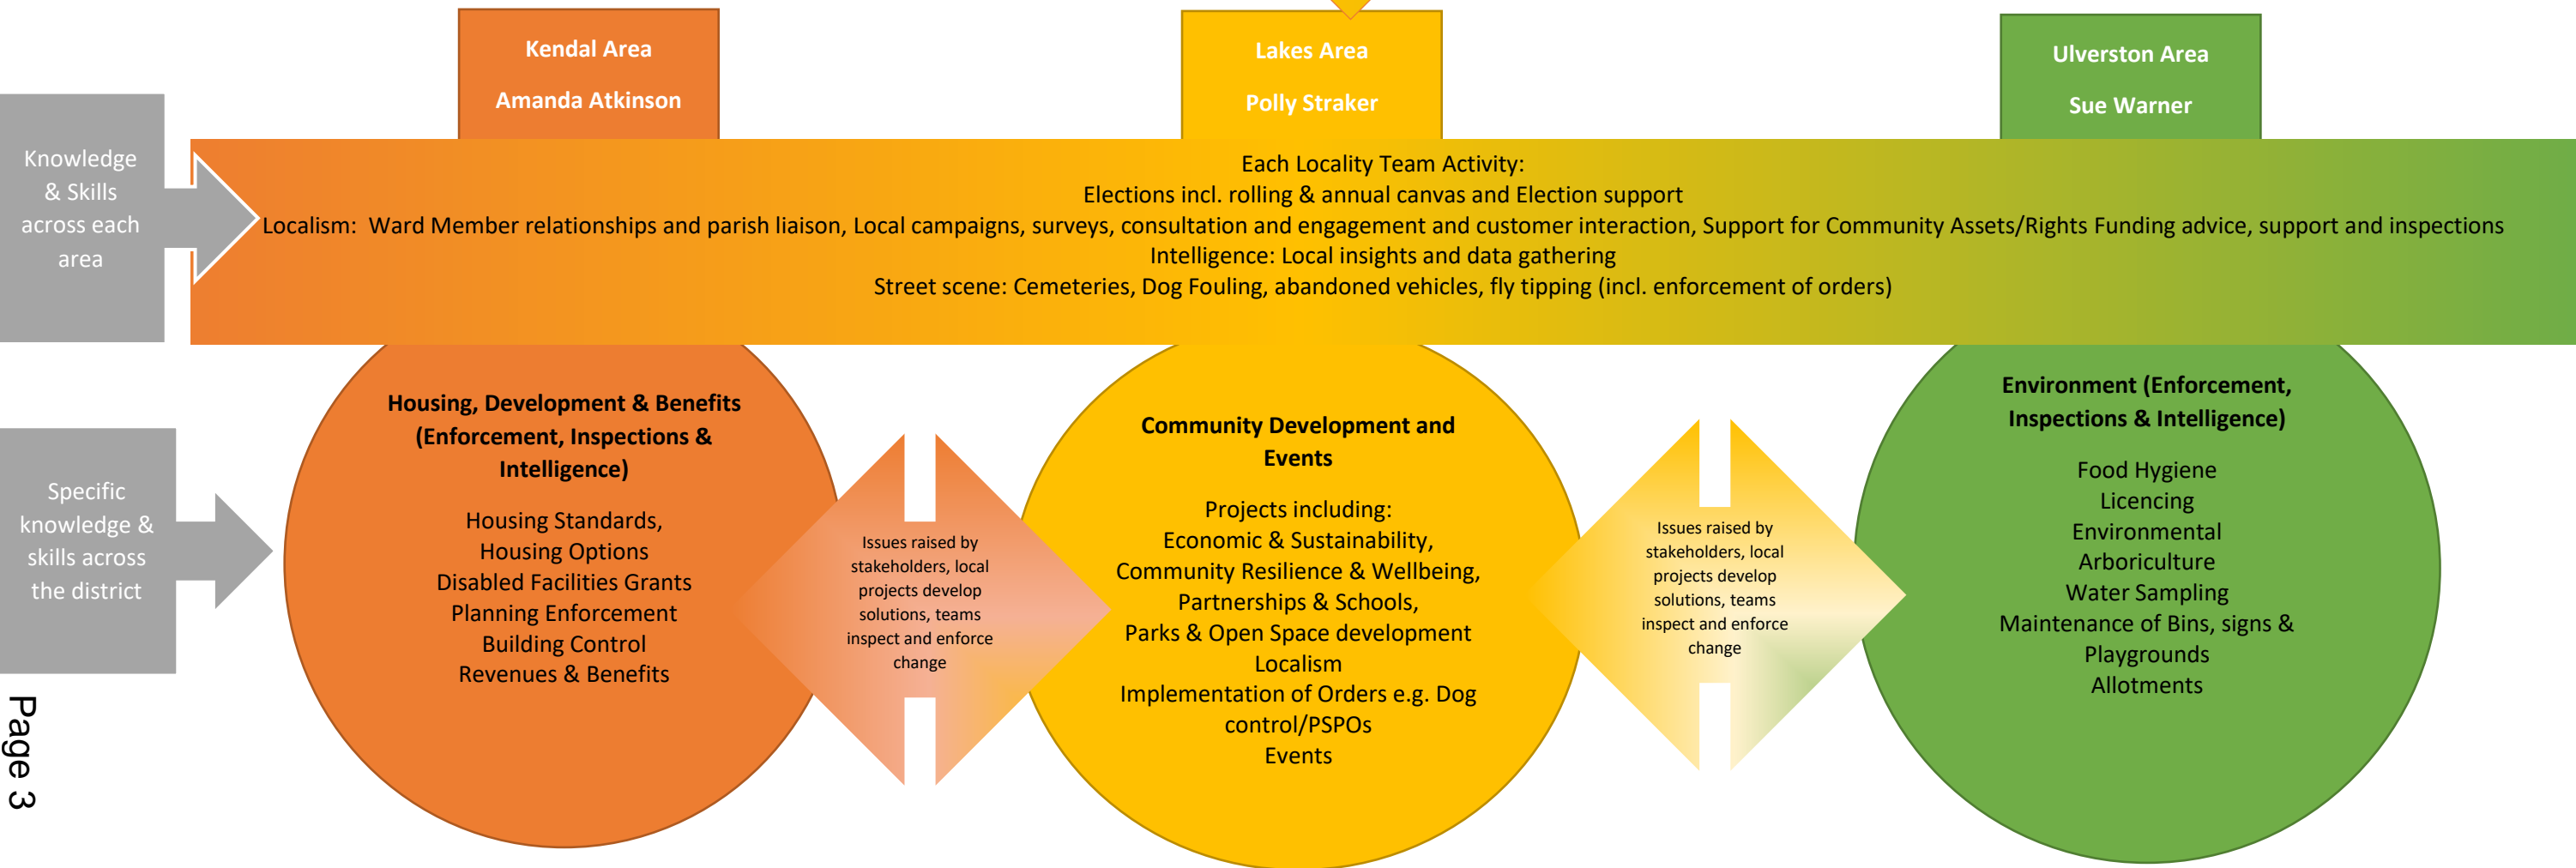 Kendal Area
Amanda Atkinson
Lakes Area
Polly Straker
Ulverston Area
Sue Warner
Knowledge
& Skills
across each
area
Each Locality Team Activity:
Elections incl. rolling & annual canvas and Election support
Localism:  Ward Member relationships and parish liaison, Local campaigns, surveys, consultation and engagement and customer interaction, Support for Community Assets/Rights Funding advice, support and inspections
Intelligence: Local insights and data gathering
Street scene: Cemeteries, Dog Fouling, abandoned vehicles, fly tipping (incl. enforcement of orders)
Specific
knowledge &
skills across
the district
Housing, Development & Benefits
(Enforcement, Inspections &
Intelligence)
Housing Standards,
Housing Options
Disabled Facilities Grants
Planning Enforcement
Building Control
Revenues & Benefits
Issues raised by
stakeholders, local
projects develop
solutions, teams
inspect and enforce
change
Community Development and
Events
Projects including:
Economic & Sustainability,
Community Resilience & Wellbeing,
Partnerships & Schools,
Parks & Open Space development
Localism
Implementation of Orders e.g. Dog
control/PSPOs
Events
Issues raised by
stakeholders, local
projects develop
solutions, teams
inspect and enforce
change
Environment (Enforcement,
Inspections & Intelligence)
Food Hygiene
Licencing
Environmental
Arboriculture
Water Sampling
Maintenance of Bins, signs &
Playgrounds
Allotments
Page 3